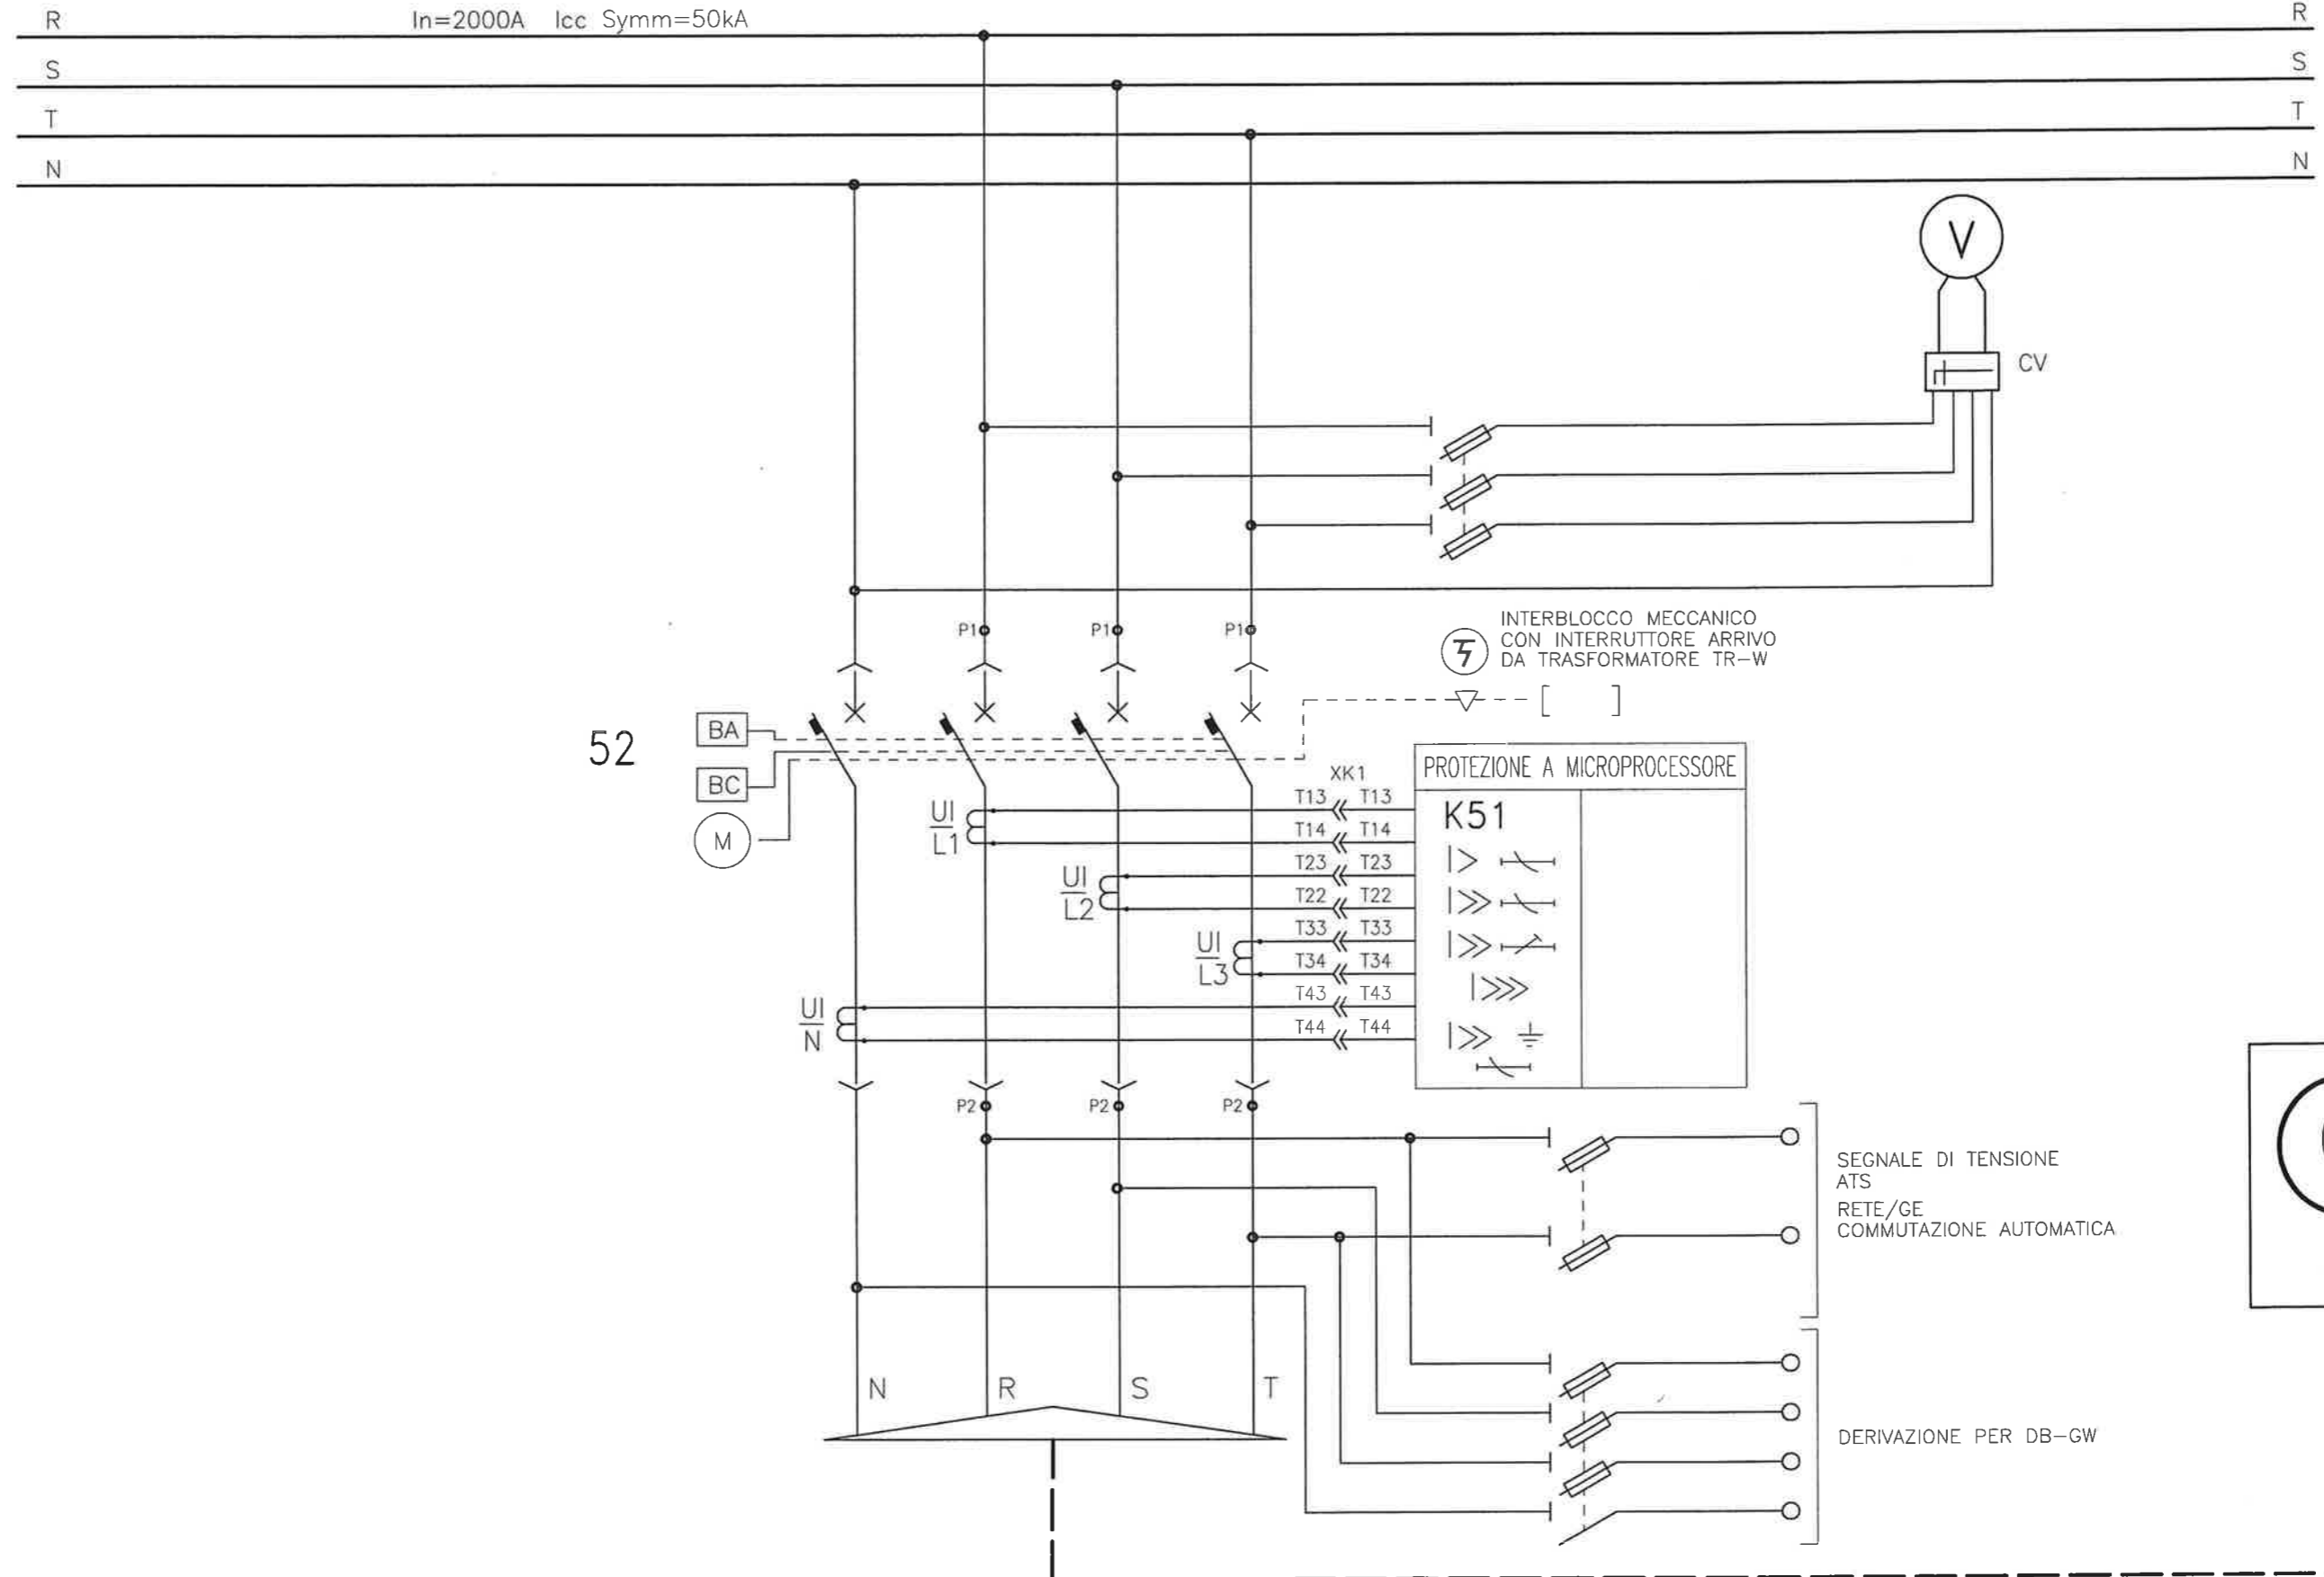 R In=2000A Icc Symm=50kA R
S S
T T
N N
V
CV
P1 P1 P1
INTERBLOCCO MECCANICO
CON INTERRUTTORE ARRIVO
DA TRASFORMATORE TR-W
52
BA
BC
M
XK1
PROTEZIONE A MICROPROCESSORE
K51
UI
L1
UI
L2
UI
L3
UI
N
T13 T13
T14 T14
T23 T23
T22 T22
T33 T33
T34 T34
T43 T43
T44 T44
I>
I>>
I>>
I>>>
I>>
P2 P2 P2
SEGNALE DI TENSIONE
ATS
RETE/GE
COMMUTAZIONE AUTOMATICA
N R S T
DERIVAZIONE PER DB-GW